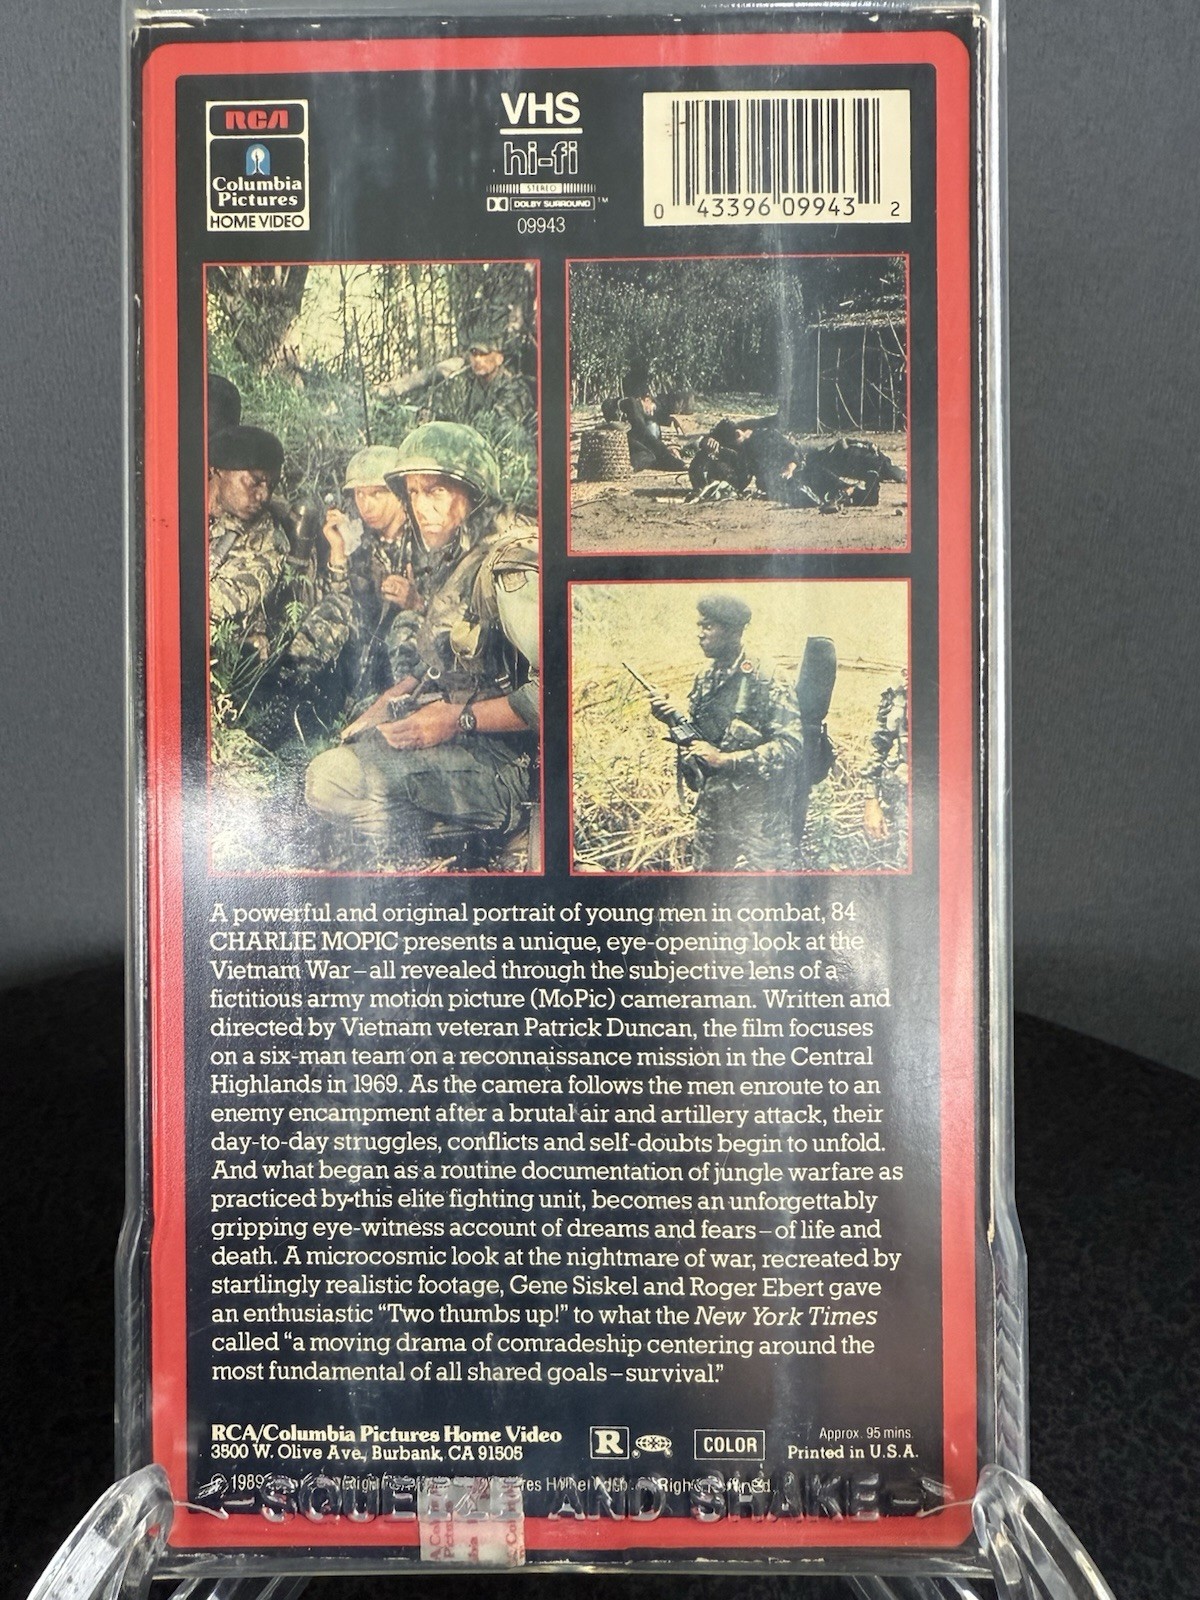 RCA
Columbia
Pictures
HOME VIDEO
VHS
hi-fi
STEREO
DOLBY SURROUND ™
09943
0 43396 09943 2
A powerful and original portrait of young men in combat, 84
CHARLIE MOPIC presents a unique, eye-opening look at the
Vietnam War–all revealed through the subjective lens of a
fictitious army motion picture (MoPic) cameraman. Written and
directed by Vietnam veteran Patrick Duncan, the film focuses
on a six-man team on a reconnaissance mission in the Central
Highlands in 1969. As the camera follows the men enroute to an
enemy encampment after a brutal air and artillery attack, their
day-to-day struggles, conflicts and self-doubts begin to unfold.
And what began as a routine documentation of jungle warfare as
practiced by this elite fighting unit, becomes an unforgettably
gripping eye-witness account of dreams and fears–of life and
death. A microcosmic look at the nightmare of war, recreated by
startlingly realistic footage, Gene Siskel and Roger Ebert gave
an enthusiastic “Two thumbs up!” to what the New York Times
called “a moving drama of comradeship centering around the
most fundamental of all shared goals–survival.”
RCA/Columbia Pictures Home Video
3500 W. Olive Ave., Burbank, CA 91505
R
COLOR
Approx. 95 mins.
Printed in U.S.A.
© 1989
SQUEEZE AND SHAKE